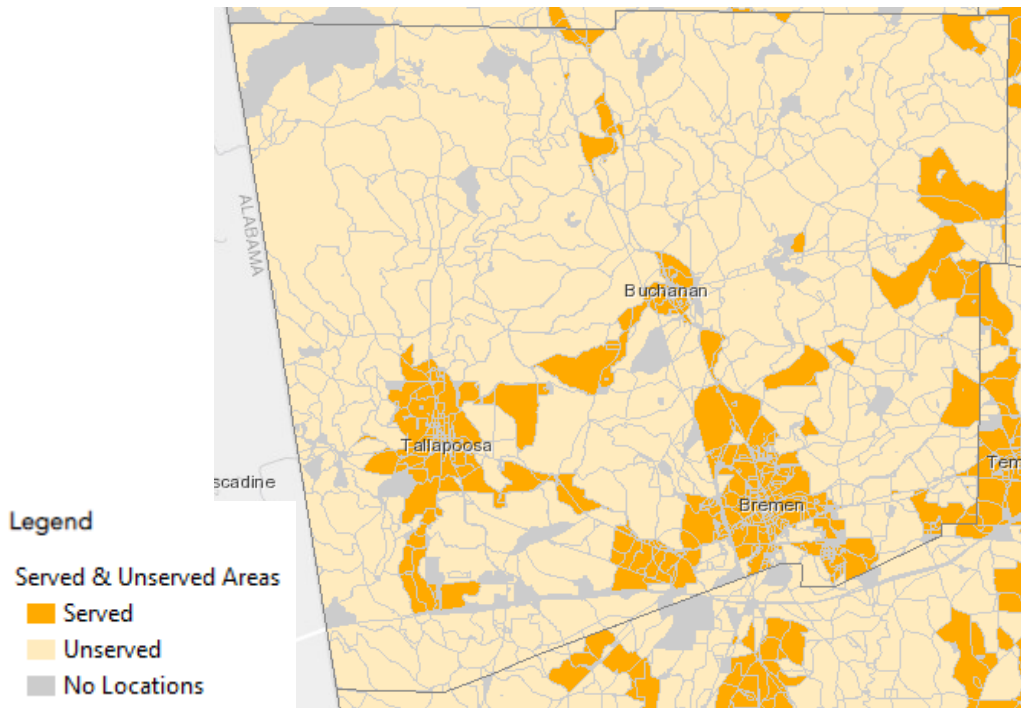 ALABAMA
Buchanan
Tallapoosa
scadine
Tem
Bremen
Legend
Served & Unserved Areas
Served
Unserved
No Locations